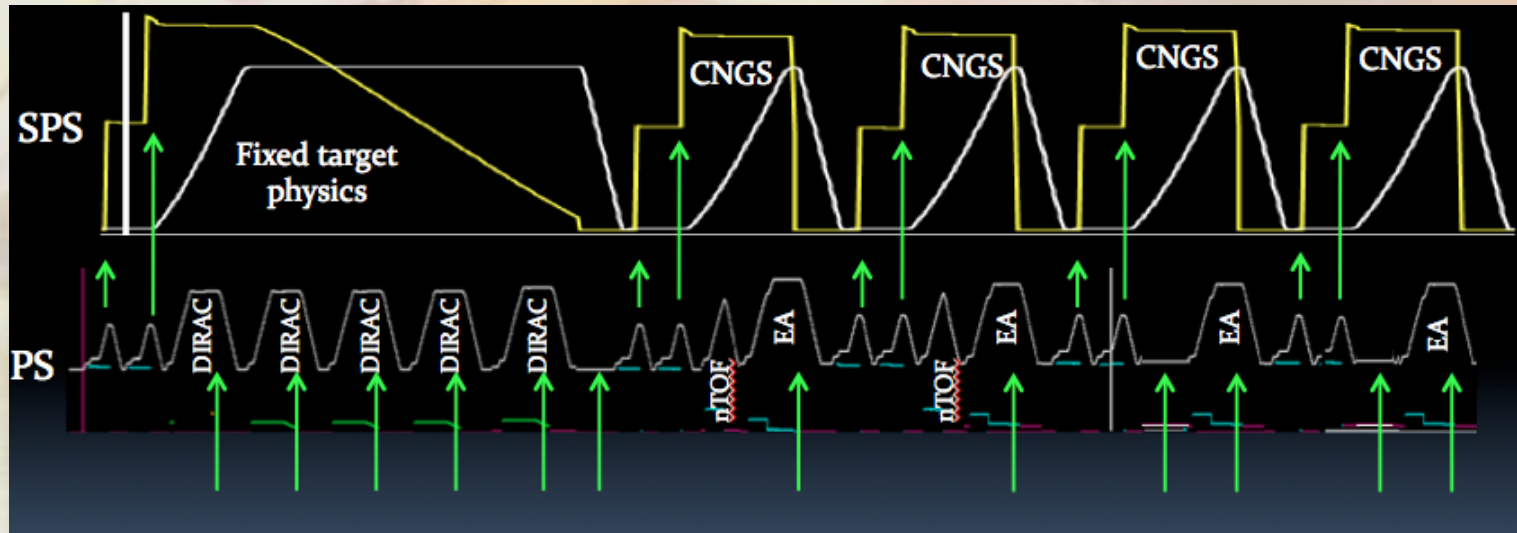 SPS
Fixed target
physics
CNGS
CNGS
CNGS
CNGS
PS
DIRAC
DIRAC
DIRAC
DIRAC
DIRAC
nTOF
EA
nTOF
EA
EA
EA